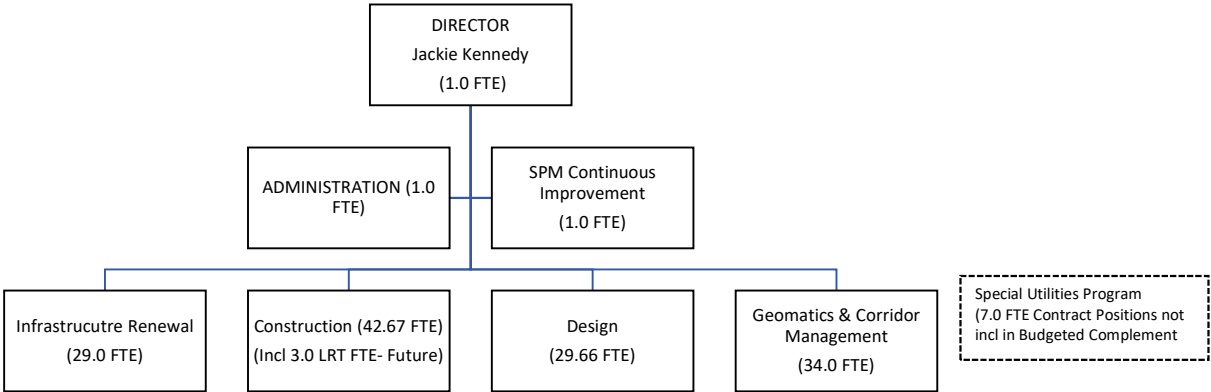 DIRECTOR
Jackie Kennedy
(1.0 FTE)
ADMINISTRATION (1.0
FTE)
SPM Continuous
Improvement
(1.0 FTE)
Infrastrucutre Renewal
(29.0 FTE)
Construction (42.67 FTE)
(Incl 3.0 LRT FTE- Future)
Design
(29.66 FTE)
Geomatics & Corridor
Management
(34.0 FTE)
Special Utilities Program
(7.0 FTE Contract Positions not
incl in Budgeted Complement